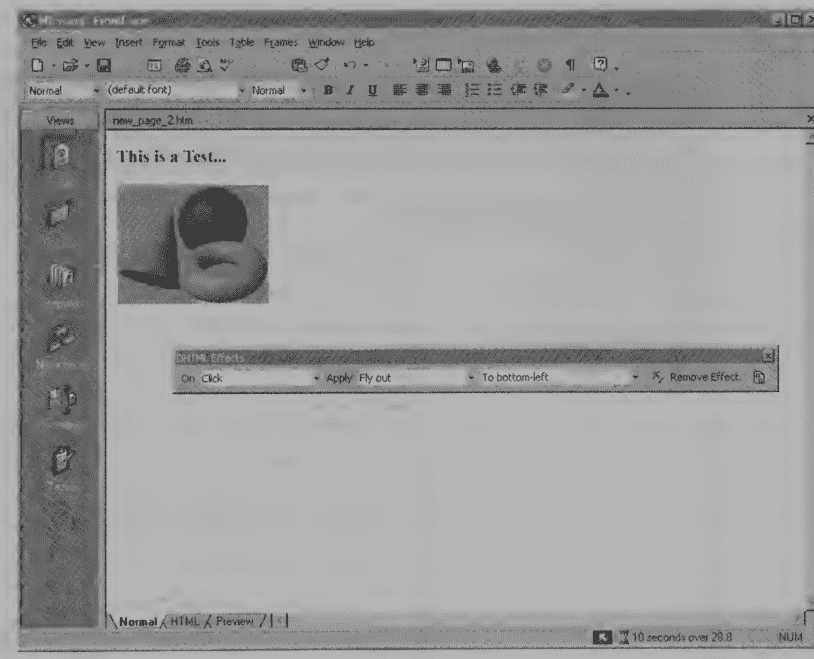 File Edit View Insert Format Tools Table Frames Window Help
Normal (default font) Normal B I U A
Views new_page_2.htm
This is a Test...
DHTML Effects
On Click Apply Fly out To bottom-left Remove Effect
Normal HTML Preview
10 seconds over 28.8 NUM